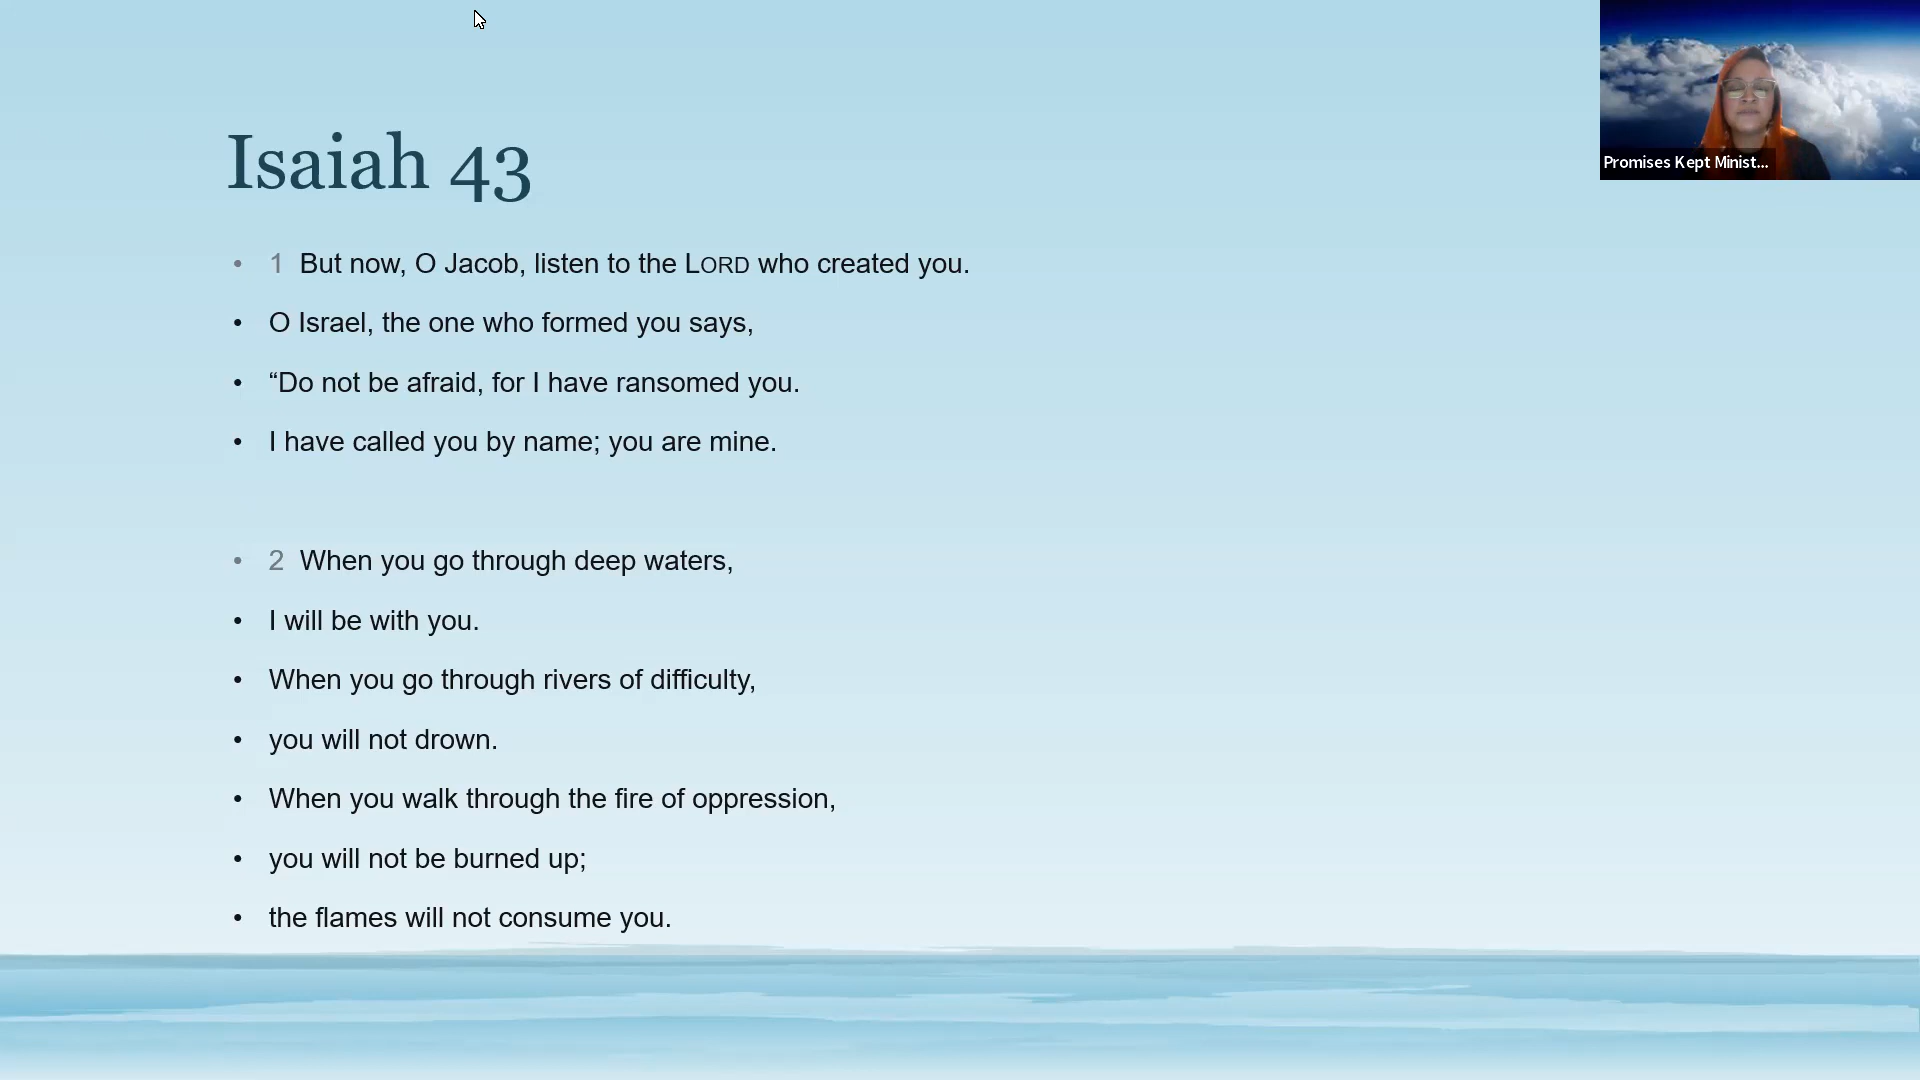 Isaiah 43
• 1 But now, O Jacob, listen to the LORD who created you.
• O Israel, the one who formed you says,
• “Do not be afraid, for I have ransomed you.
• I have called you by name; you are mine.
• 2 When you go through deep waters,
• I will be with you.
• When you go through rivers of difficulty,
• you will not drown.
• When you walk through the fire of oppression,
• you will not be burned up;
• the flames will not consume you.
Promises Kept Minist...